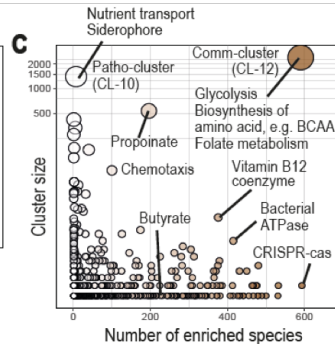 Nutrient transport
Siderophore
c
Comm-cluster
(CL-12)
Patho-cluster
(CL-10)
2000
1500
1000
500
Glycolysis
Biosynthesis of
amino acid, e.g. BCAA
Folate metabolism
Propoinate
Chemotaxis
Vitamin B12
coenzyme
Butyrate
Bacterial
ATPase
CRISPR-cas
Cluster size
0
200
400
600
Number of enriched species